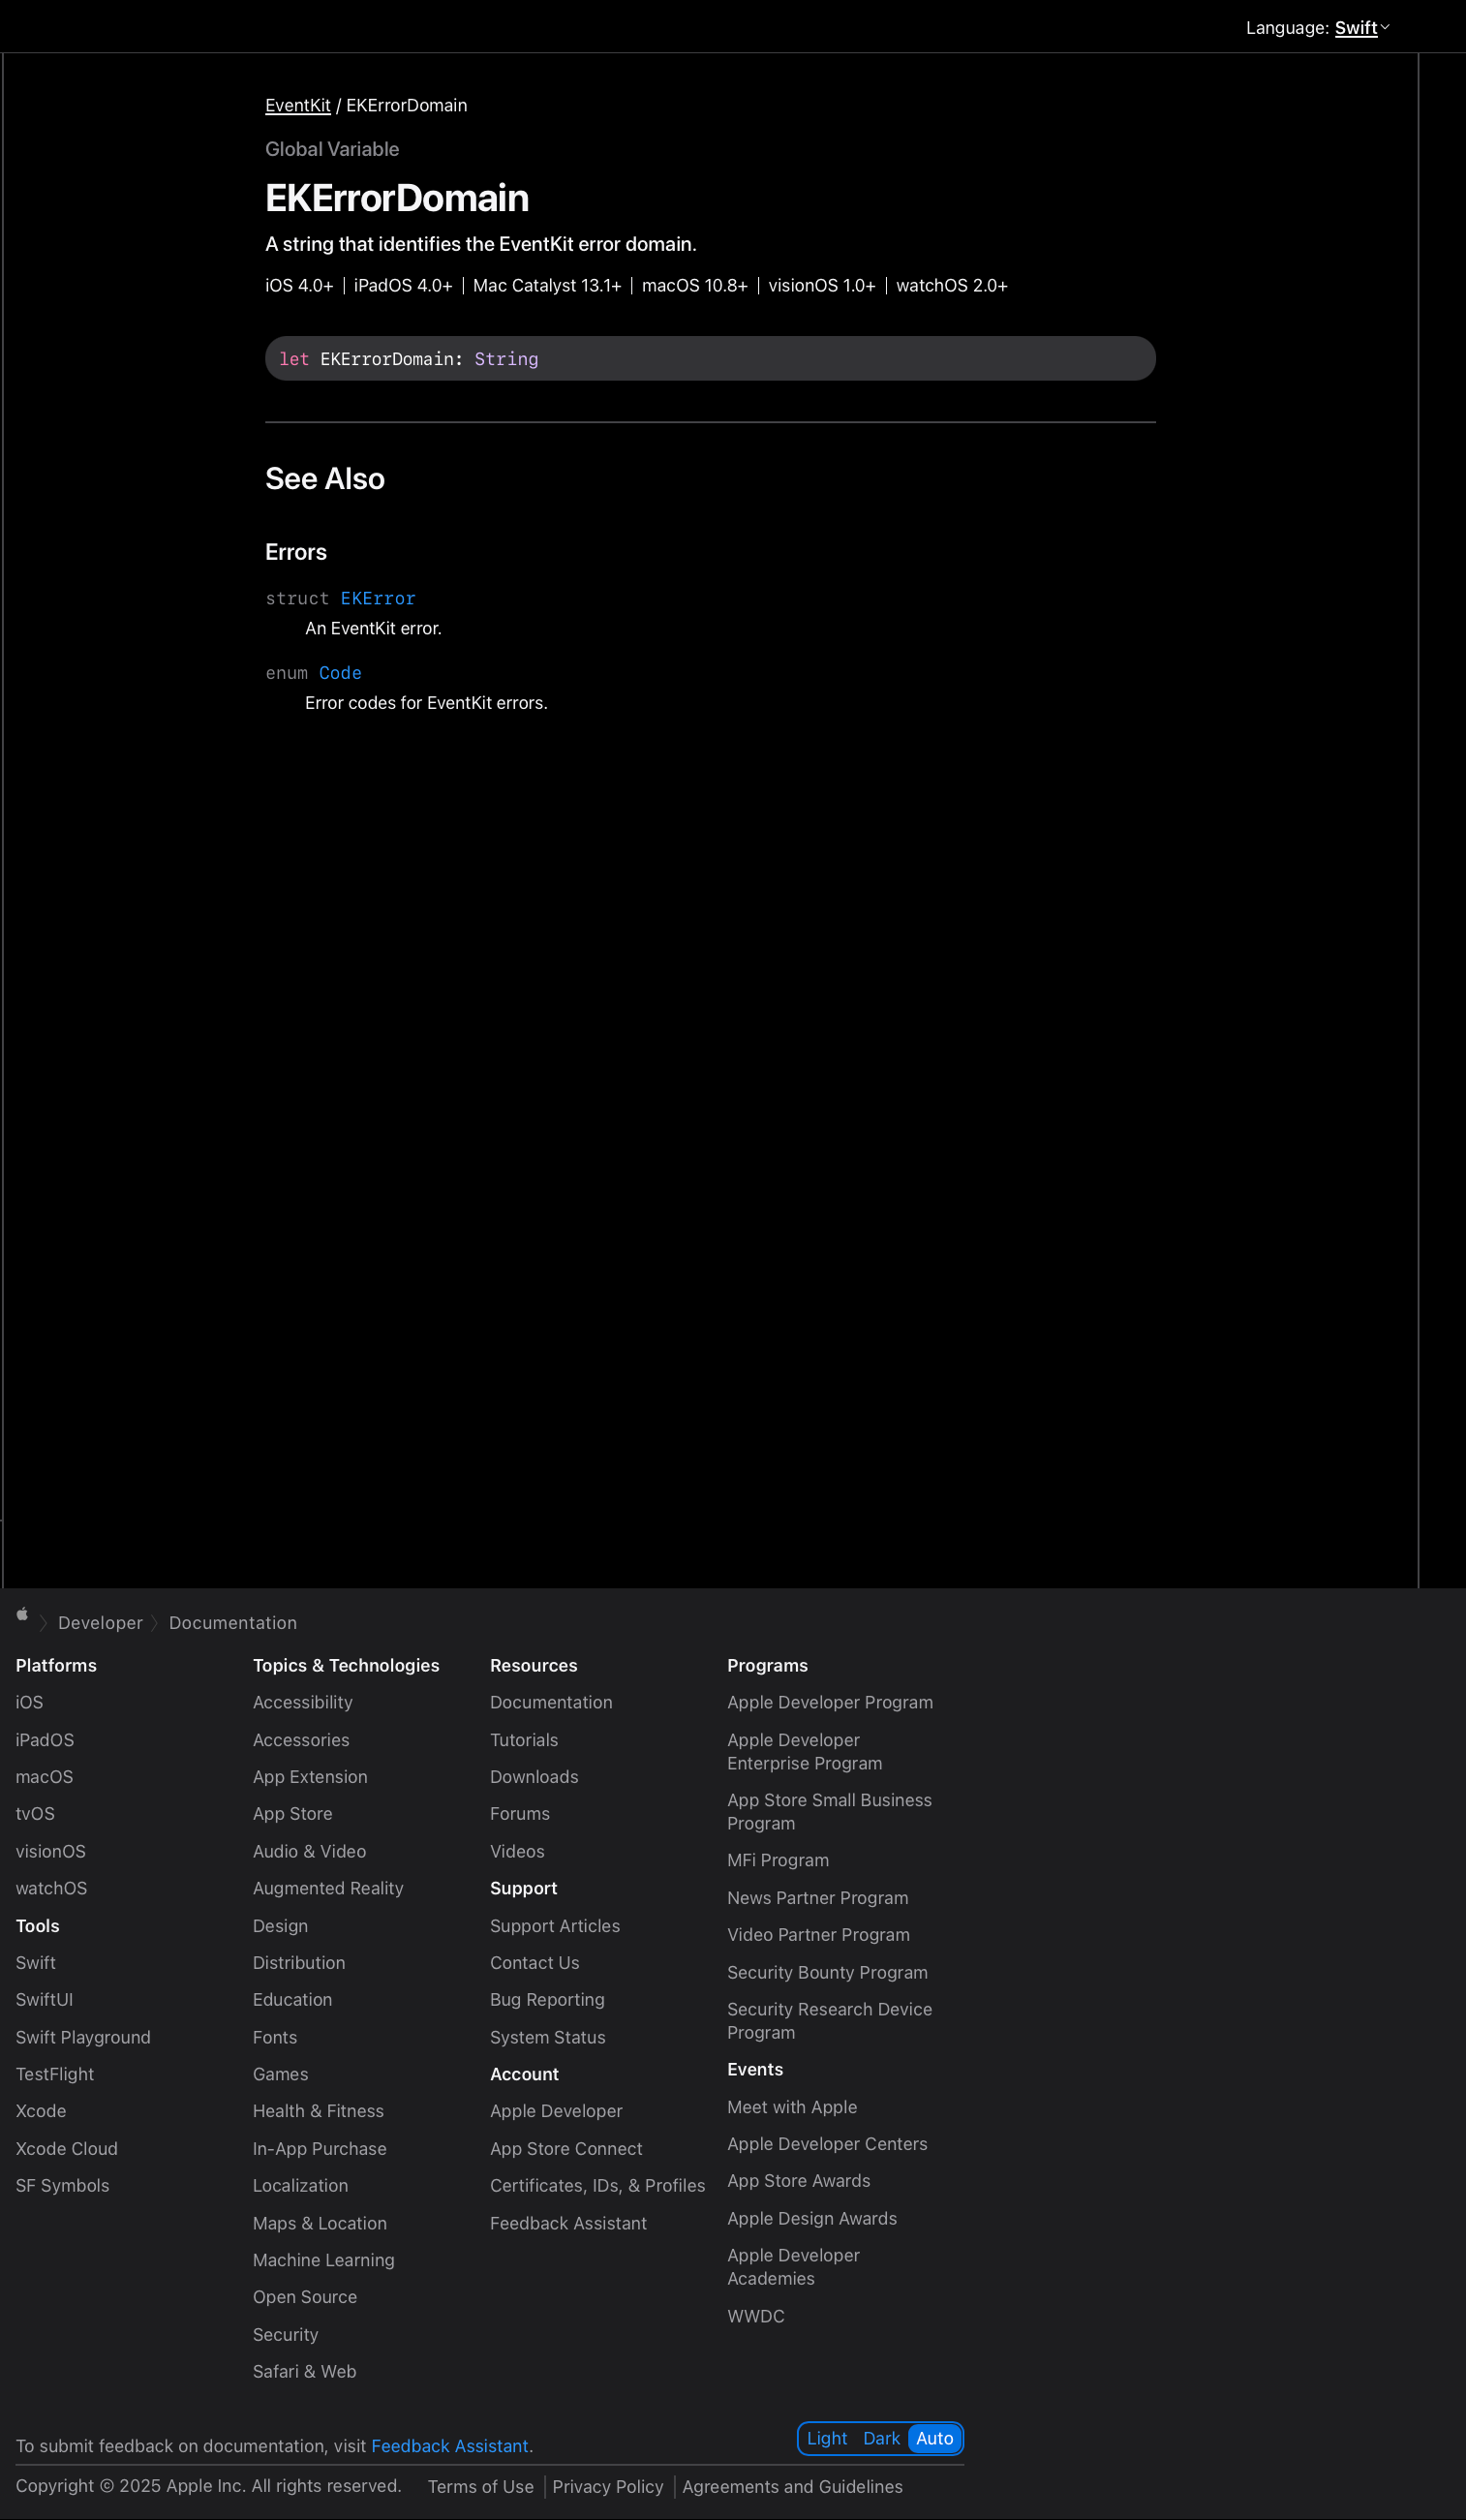 Language: Swift
EventKit / EKErrorDomain
Global Variable
EKErrorDomain
A string that identifies the EventKit error domain.
iOS 4.0+ | iPadOS 4.0+ | Mac Catalyst 13.1+ | macOS 10.8+ | visionOS 1.0+ | watchOS 2.0+
let EKErrorDomain: String
See Also
Errors
struct EKError
An EventKit error.
enum Code
Error codes for EventKit errors.
Developer
Documentation
Platforms
iOS
iPadOS
macOS
tvOS
visionOS
watchOS
Tools
Swift
SwiftUI
Swift Playground
TestFlight
Xcode
Xcode Cloud
SF Symbols
Topics & Technologies
Accessibility
Accessories
App Extension
App Store
Audio & Video
Augmented Reality
Design
Distribution
Education
Fonts
Games
Health & Fitness
In-App Purchase
Localization
Maps & Location
Machine Learning
Open Source
Security
Safari & Web
Resources
Documentation
Tutorials
Downloads
Forums
Videos
Support
Support Articles
Contact Us
Bug Reporting
System Status
Account
Apple Developer
App Store Connect
Certificates, IDs, & Profiles
Feedback Assistant
Programs
Apple Developer Program
Apple Developer
Enterprise Program
App Store Small Business
Program
MFi Program
News Partner Program
Video Partner Program
Security Bounty Program
Security Research Device
Program
Events
Meet with Apple
Apple Developer Centers
App Store Awards
Apple Design Awards
Apple Developer
Academies
WWDC
To submit feedback on documentation, visit Feedback Assistant.
Light Dark Auto
Copyright © 2025 Apple Inc. All rights reserved.
Terms of Use | Privacy Policy | Agreements and Guidelines